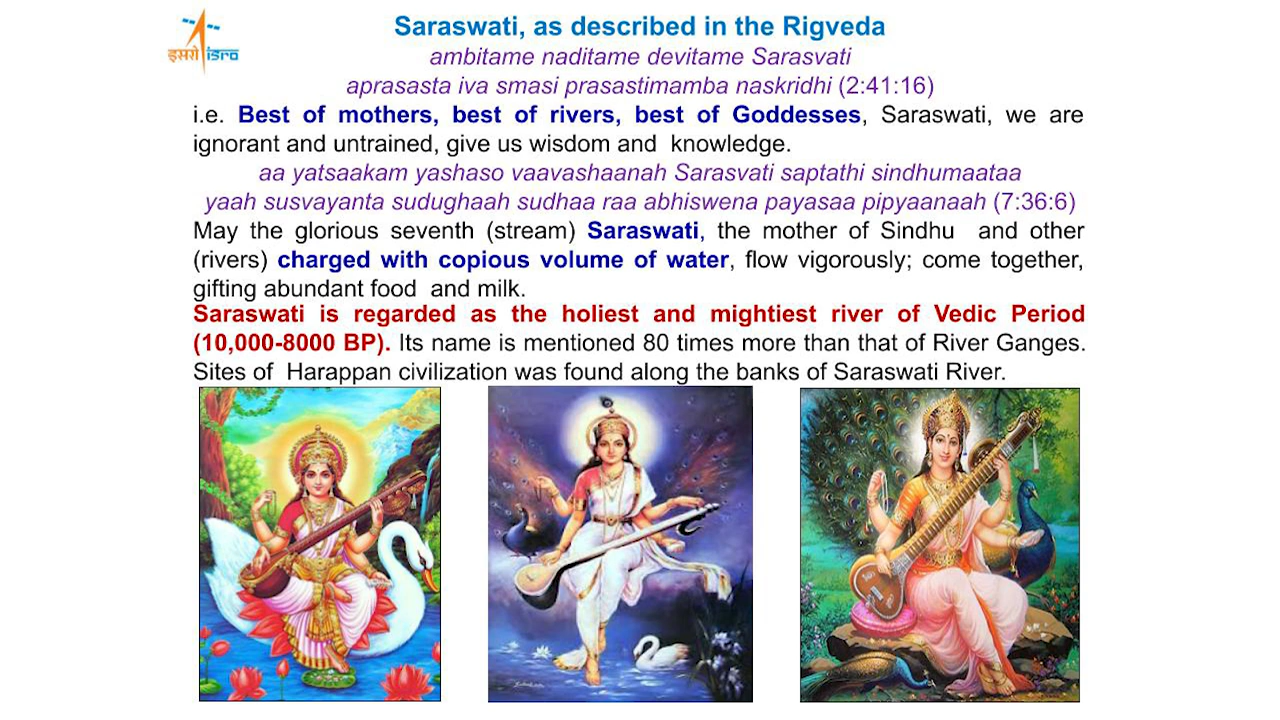 इसरो isro
Saraswati, as described in the Rigveda
ambitame naditame devitame Sarasvati
aprasasta iva smasi prasastimamba naskridhi (2:41:16)
i.e. Best of mothers, best of rivers, best of Goddesses, Saraswati, we are
ignorant and untrained, give us wisdom and knowledge.
aa yatsaakam yashaso vaavashaanah Sarasvati saptathi sindhumaataa
yaah susvayanta sudughaah sudhaa raa abhiswena payasaa pipyaanaah (7:36:6)
May the glorious seventh (stream) Saraswati, the mother of Sindhu and other
(rivers) charged with copious volume of water, flow vigorously; come together,
gifting abundant food and milk.
Saraswati is regarded as the holiest and mightiest river of Vedic Period
(10,000-8000 BP). Its name is mentioned 80 times more than that of River Ganges.
Sites of Harappan civilization was found along the banks of Saraswati River.